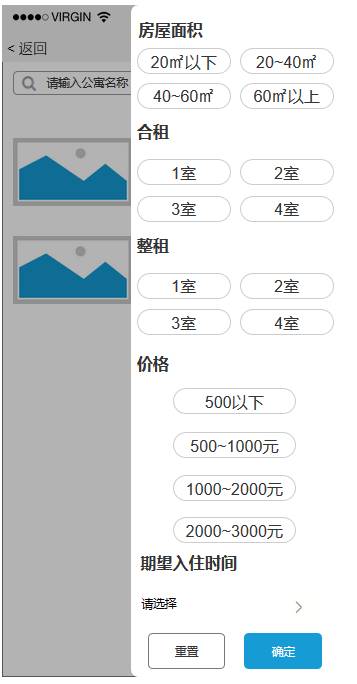 VIRGIN
< 返回
请输入公寓名称
房屋面积
20㎡以下 20~40㎡
40~60㎡ 60㎡以上
合租
1室 2室
3室 4室
整租
1室 2室
3室 4室
价格
500以下
500~1000元
1000~2000元
2000~3000元
期望入住时间
请选择
重置 确定